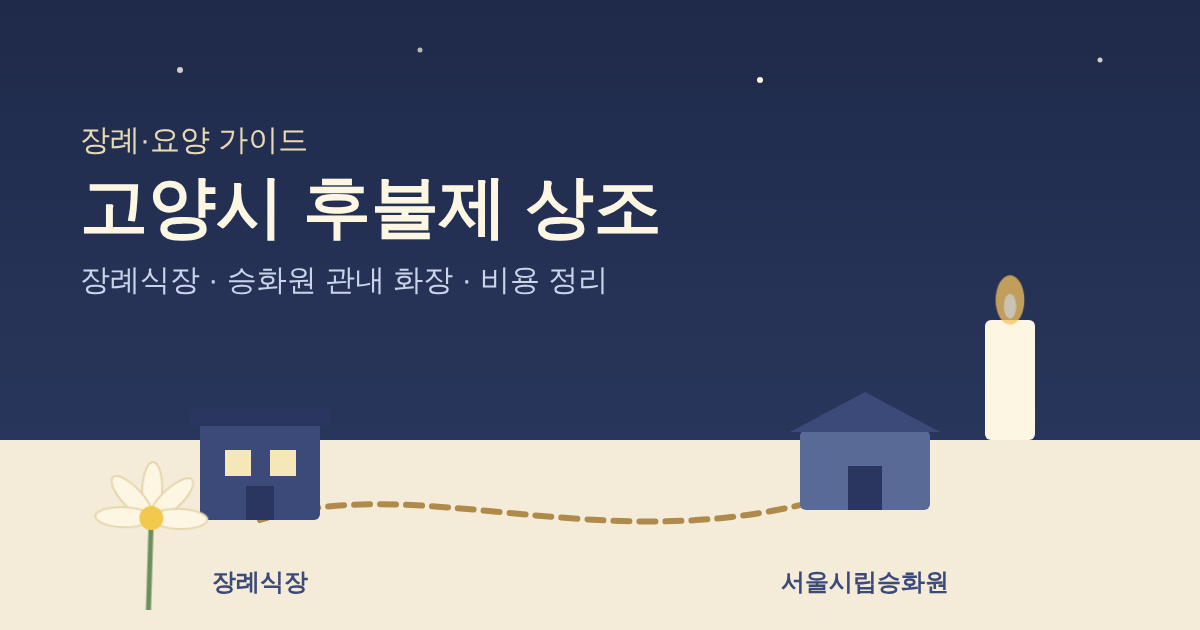 장례·요양 가이드
고양시 후불제 상조
장례식장 · 승화원 관내 화장 · 비용 정리
장례식장
서울시립승화원